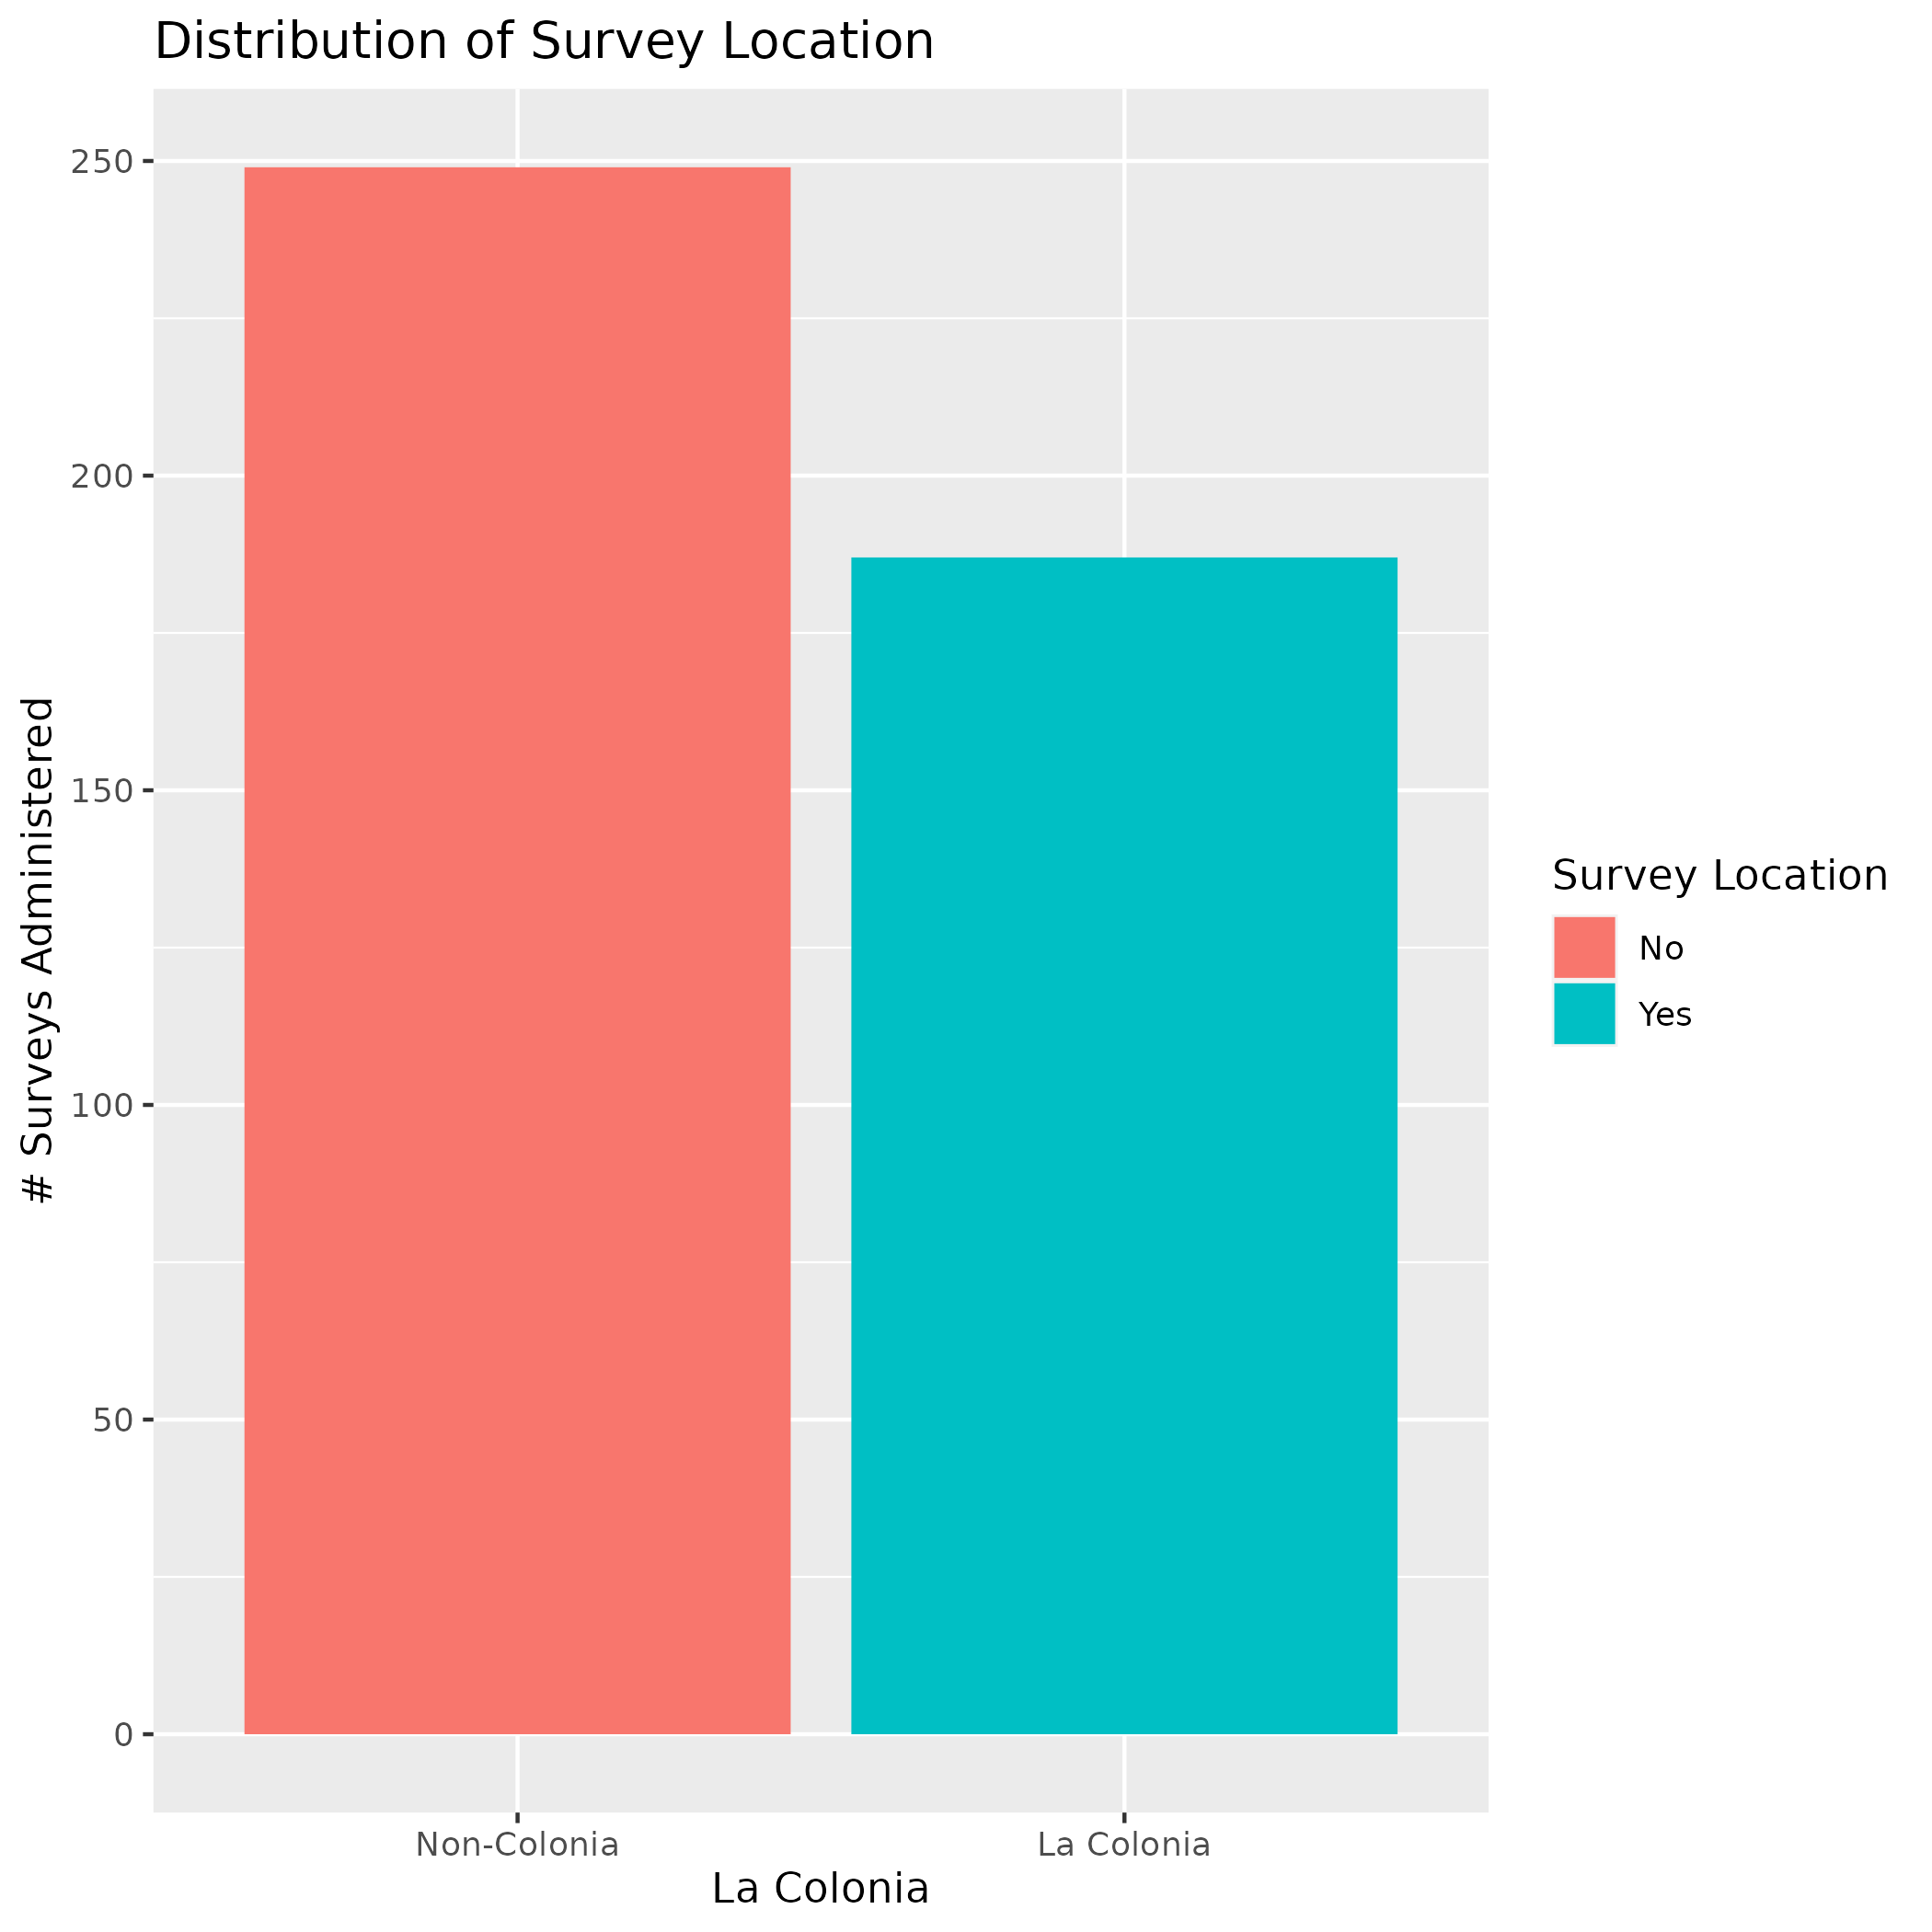 Distribution of Survey Location
# Surveys Administered
250
200
150
100
50
0
Non-Colonia
La Colonia
La Colonia
Survey Location
No
Yes